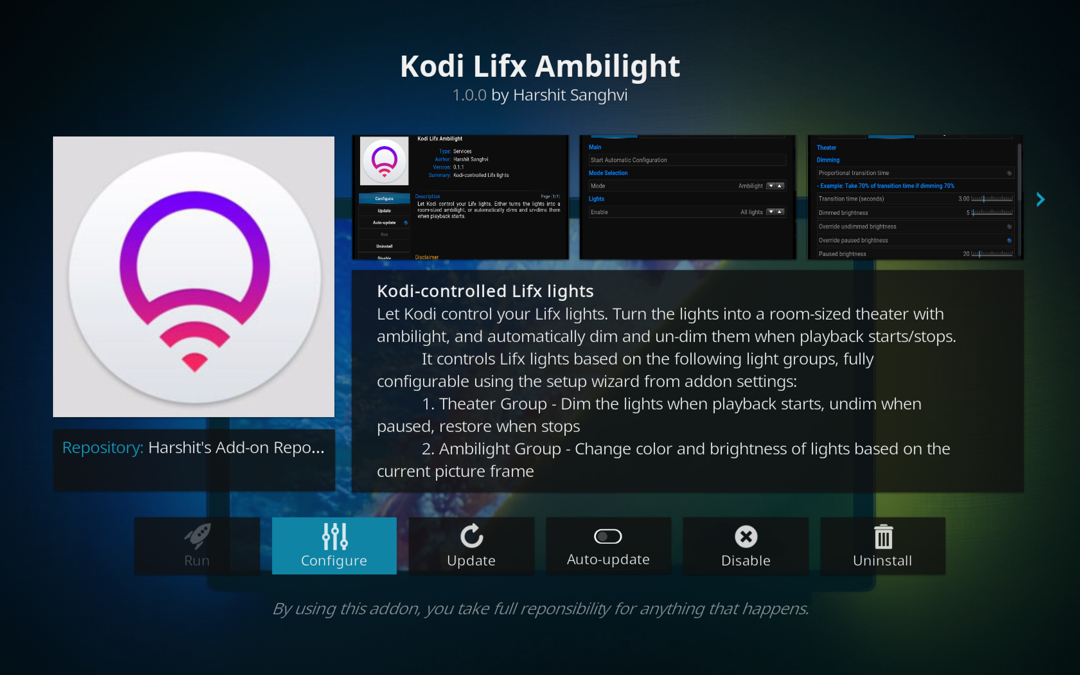 Kodi Lifx Ambilight
1.0.0 by Harshit Sanghvi
Kodi Lifx Ambilight
Type: Services
Author: Harshit Sanghvi
Version: 0.1.1
Summary: Kodi-controlled Lifx lights
Configure
Update
Auto-update
Run
Uninstall
Disable
Description
Page 1/1
Let Kodi control your Lifx lights. Either turns the lights into a
room-sized ambilight, or automatically dim and un-dims them
when playback starts.
Disclaimer
Main
Start Automatic Configuration
Mode Selection
Mode Ambilight
Lights
Enable All lights
Theater
Dimming
Proportional transition time
- Example: Take 70% of transition time if dimming 70%
Transition time (seconds) 3.00
Dimmed brightness 5
Override undimmed brightness
Override paused brightness
Paused brightness 20
Kodi-controlled Lifx lights
Let Kodi control your Lifx lights. Turn the lights into a room-sized theater with
ambilight, and automatically dim and un-dim them when playback starts/stops.
It controls Lifx lights based on the following light groups, fully
configurable using the setup wizard from addon settings:
1. Theater Group - Dim the lights when playback starts, undim when
paused, restore when stops
2. Ambilight Group - Change color and brightness of lights based on the
current picture frame
Repository: Harshit's Add-on Repo...
Run
Configure
Update
Auto-update
Disable
Uninstall
By using this addon, you take full reponsibility for anything that happens.